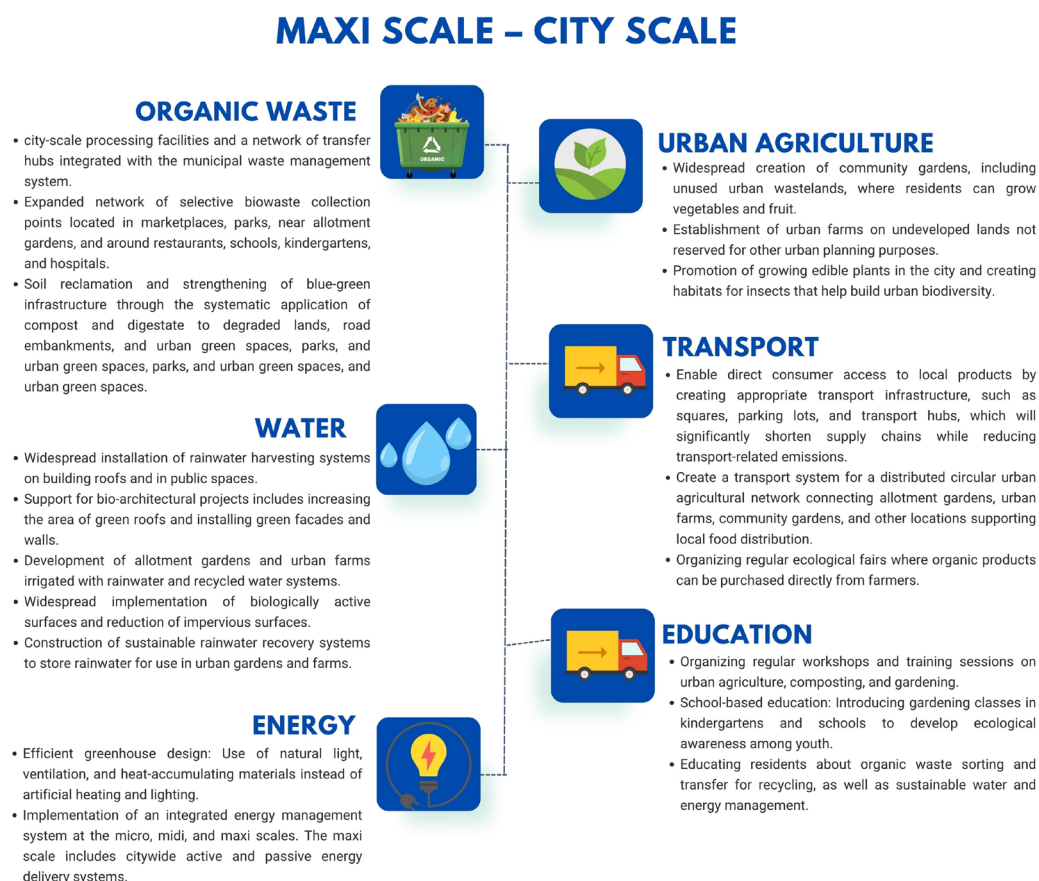 MAXI SCALE – CITY SCALE
ORGANIC WASTE
• city-scale processing facilities and a network of transfer
hubs integrated with the municipal waste management
system.
• Expanded network of selective biowaste collection
points located in marketplaces, parks, near allotment
gardens, and around restaurants, schools, kindergartens,
and hospitals.
• Soil reclamation and strengthening of blue-green
infrastructure through the systematic application of
compost and digestate to degraded lands, road
embankments, and urban green spaces, parks, and
urban green spaces, parks, and urban green spaces, and
urban green spaces.
ORGANIC
WATER
• Widespread installation of rainwater harvesting systems
on building roofs and in public spaces.
• Support for bio-architectural projects includes increasing
the area of green roofs and installing green facades and
walls.
• Development of allotment gardens and urban farms
irrigated with rainwater and recycled water systems.
• Widespread implementation of biologically active
surfaces and reduction of impervious surfaces.
• Construction of sustainable rainwater recovery systems
to store rainwater for use in urban gardens and farms.
ENERGY
• Efficient greenhouse design: Use of natural light,
ventilation, and heat-accumulating materials instead of
artificial heating and lighting.
• Implementation of an integrated energy management
system at the micro, midi, and maxi scales. The maxi
scale includes citywide active and passive energy
delivery systems.
URBAN AGRICULTURE
• Widespread creation of community gardens, including
unused urban wastelands, where residents can grow
vegetables and fruit.
• Establishment of urban farms on undeveloped lands not
reserved for other urban planning purposes.
• Promotion of growing edible plants in the city and creating
habitats for insects that help build urban biodiversity.
TRANSPORT
• Enable direct consumer access to local products by
creating appropriate transport infrastructure, such as
squares, parking lots, and transport hubs, which will
significantly shorten supply chains while reducing
transport-related emissions.
• Create a transport system for a distributed circular urban
agricultural network connecting allotment gardens, urban
farms, community gardens, and other locations supporting
local food distribution.
• Organizing regular ecological fairs where organic products
can be purchased directly from farmers.
EDUCATION
• Organizing regular workshops and training sessions on
urban agriculture, composting, and gardening.
• School-based education: Introducing gardening classes in
kindergartens and schools to develop ecological
awareness among youth.
• Educating residents about organic waste sorting and
transfer for recycling, as well as sustainable water and
energy management.